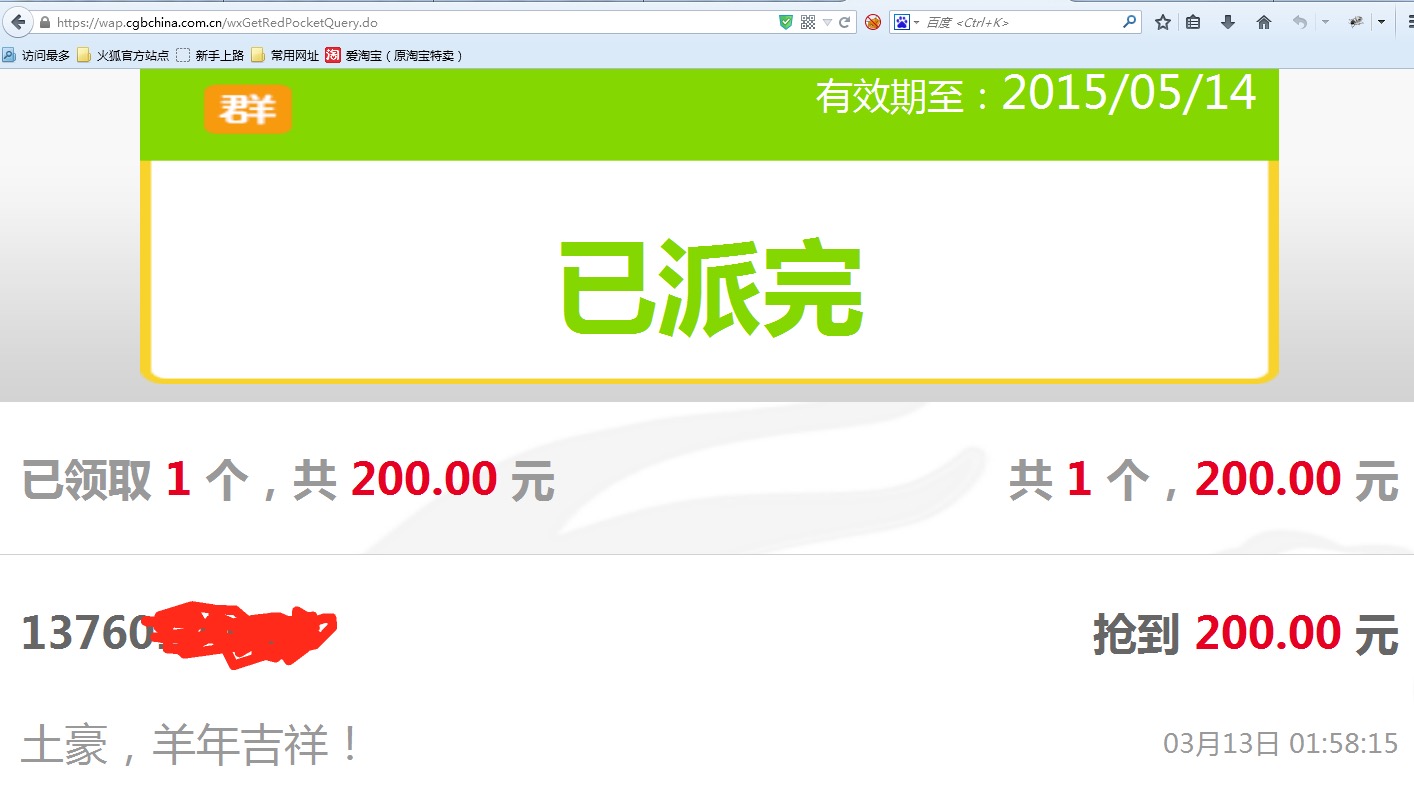 https://wap.cgbchina.com.cn/wxGetRedPocketQuery.do
百度 <Ctrl+K>
访问最多 火狐官方站点 新手上路 常用网址 淘 爱淘宝（原淘宝特卖）
群
有效期至：2015/05/14
已派完
已领取 1 个，共 200.00 元
共 1 个，200.00 元
13760
抢到 200.00 元
土豪，羊年吉祥！
03月13日 01:58:15